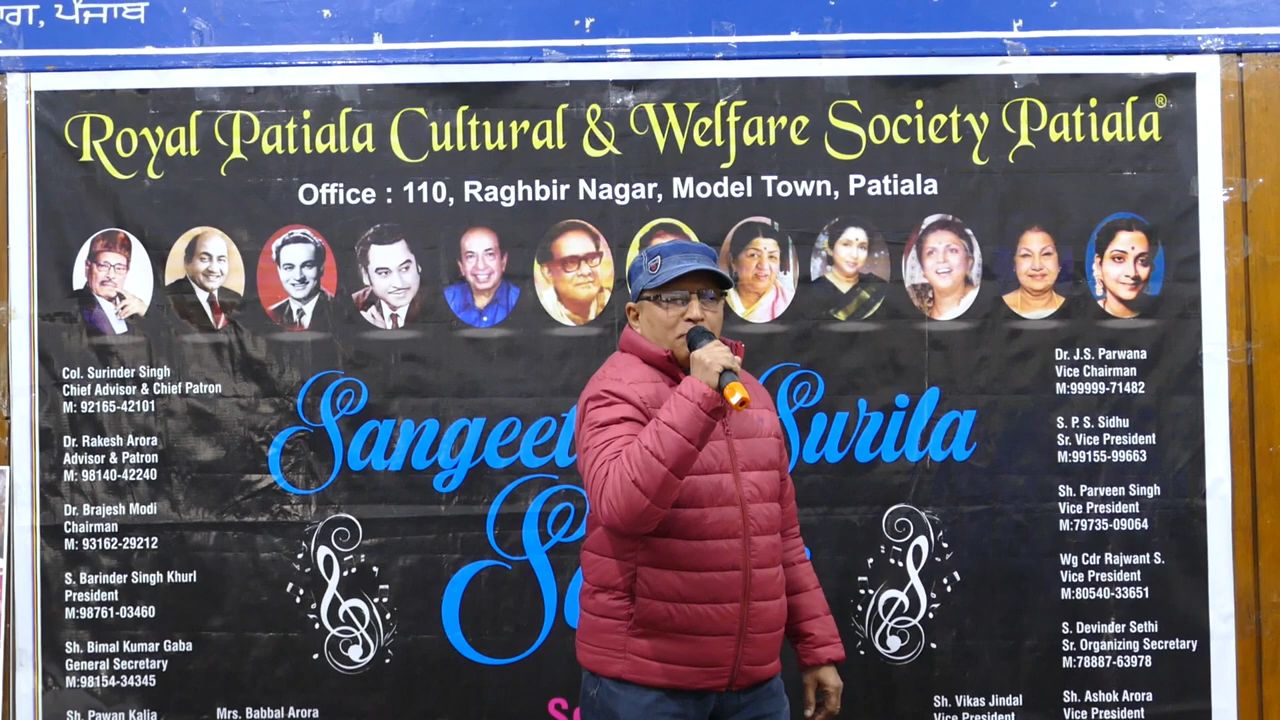 ਾਗ, ਪੰਜਾਬ
Royal Patiala Cultural & Welfare Society Patiala®
Office : 110, Raghbir Nagar, Model Town, Patiala
Col. Surinder Singh
Chief Advisor & Chief Patron
M: 92165-42101
Dr. Rakesh Arora
Advisor & Patron
M: 98140-42240
Dr. Brajesh Modi
Chairman
M: 93162-29212
S. Barinder Singh Khurl
President
M:98761-03460
Sh. Bimal Kumar Gaba
General Secretary
M:98154-34345
Sh. Pawan Kalia
Mrs. Babbal Arora
Sangeet Surila
Dr. J.S. Parwana
Vice Chairman
M:99999-71482
S. P. S. Sidhu
Sr. Vice President
M:99155-99663
Sh. Parveen Singh
Vice President
M:79735-09064
Wg Cdr Rajwant S.
Vice President
M:80540-33651
S. Devinder Sethi
Sr. Organizing Secretary
M:78887-63978
Sh. Vikas Jindal
Vice President
Sh. Ashok Arora
Vice President